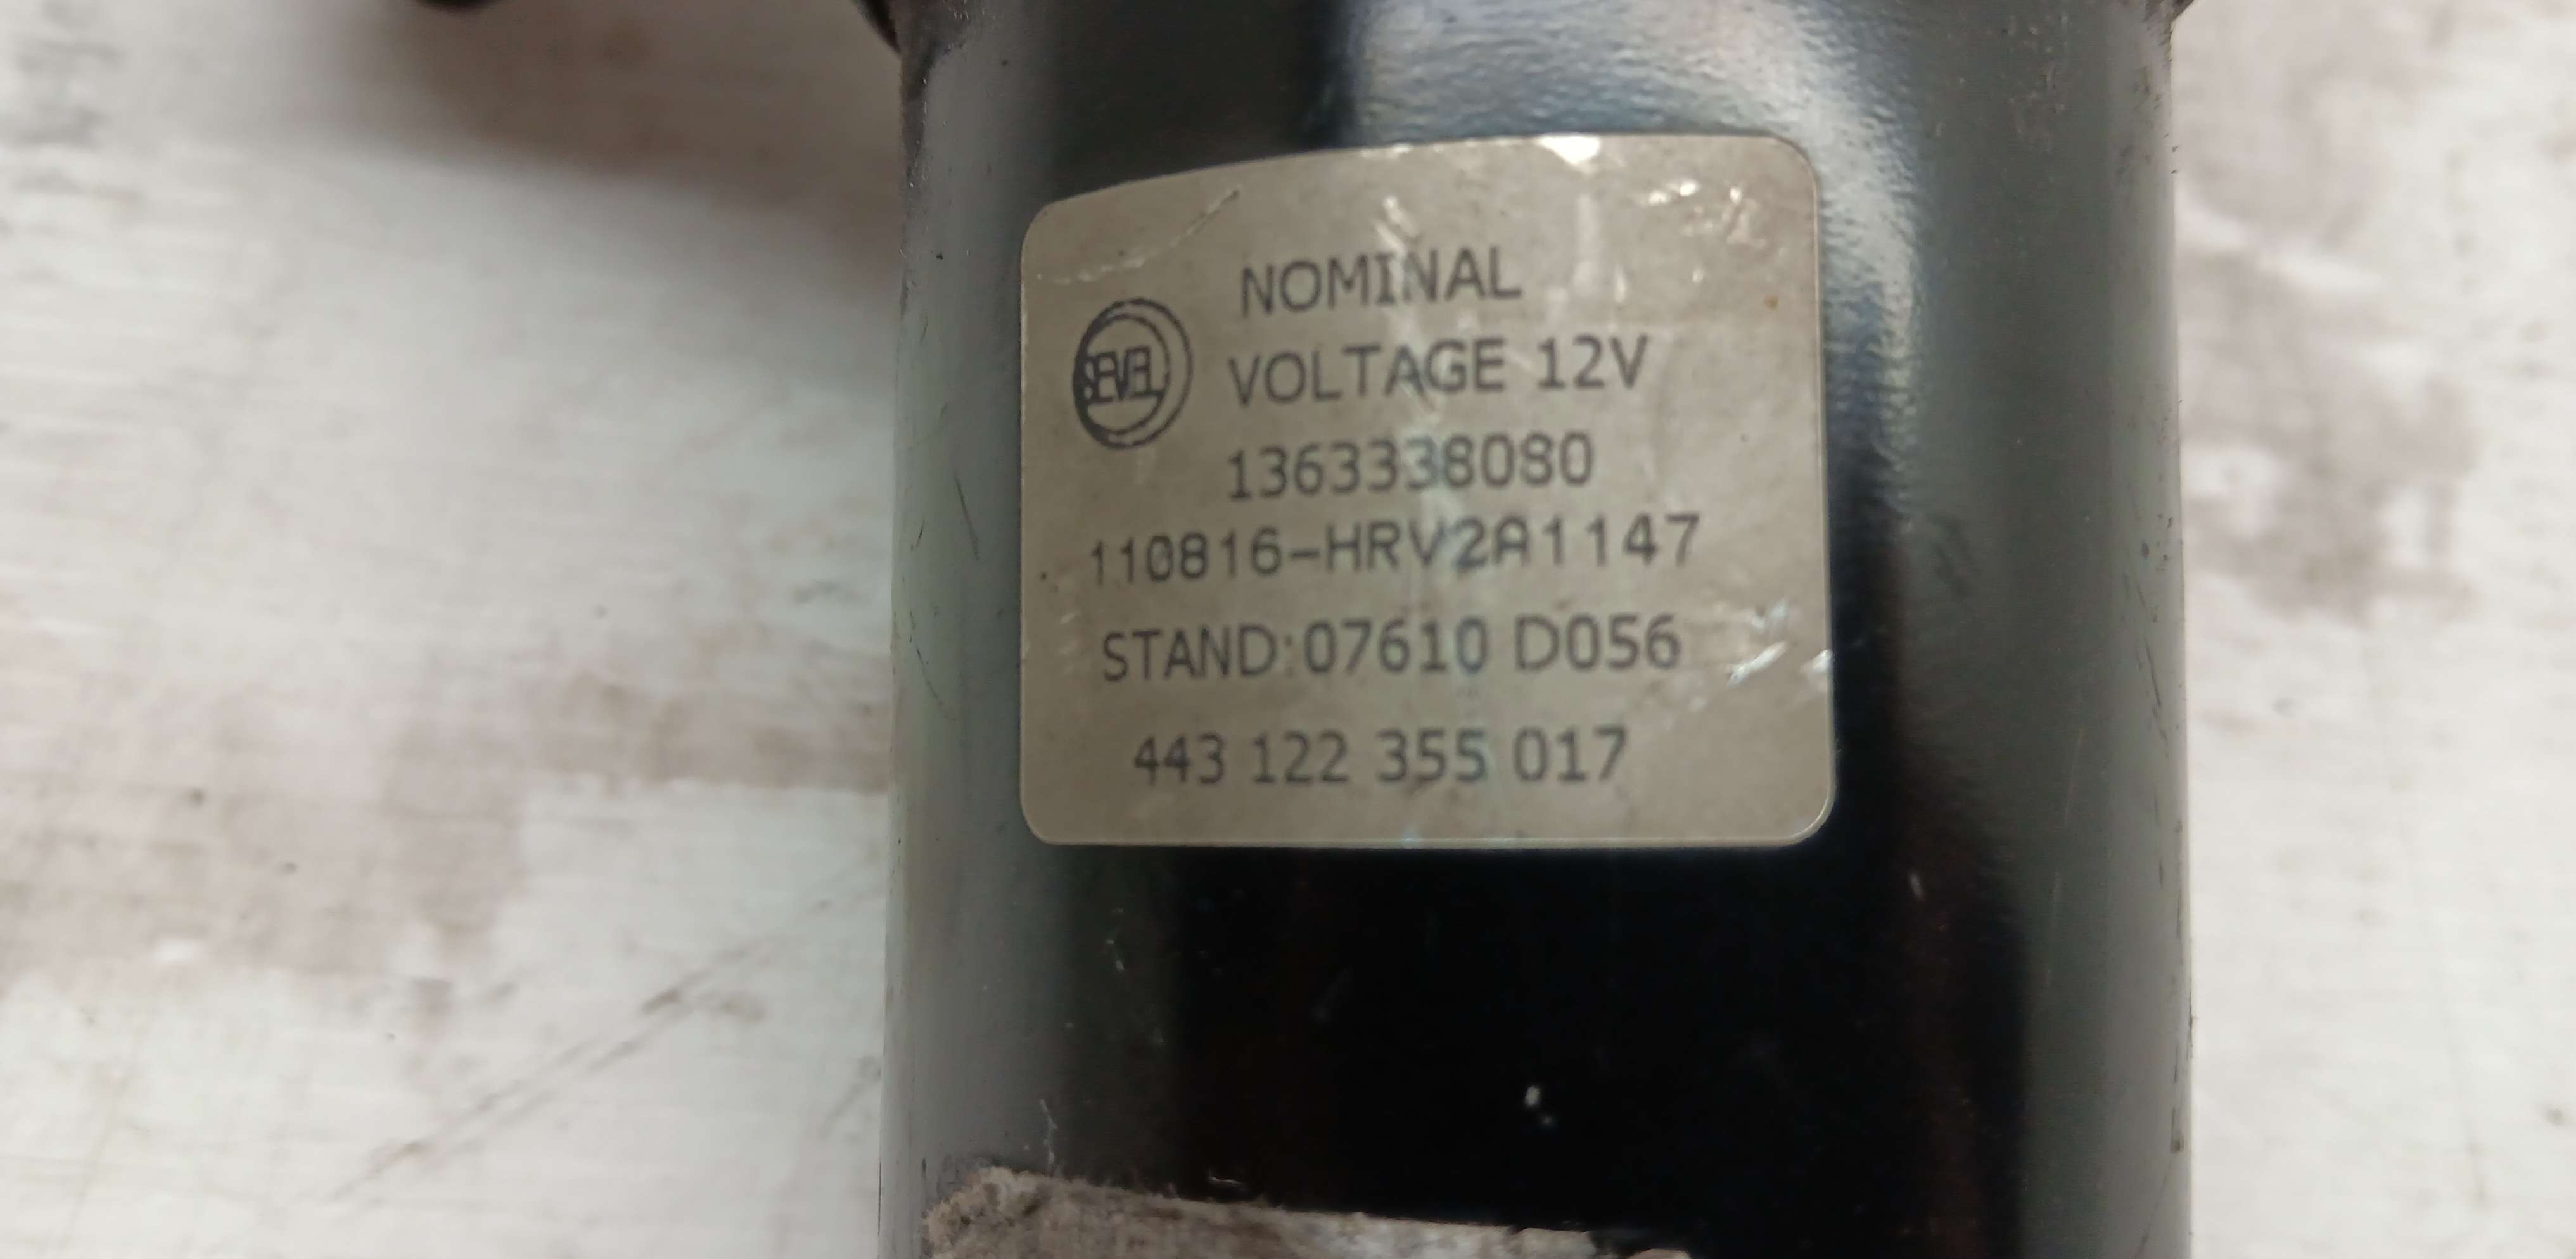 NOMINAL
SEVEL
VOLTAGE 12V
1363338080
110816-HRV2A1147
STAND:07610 D056
443 122 355 017